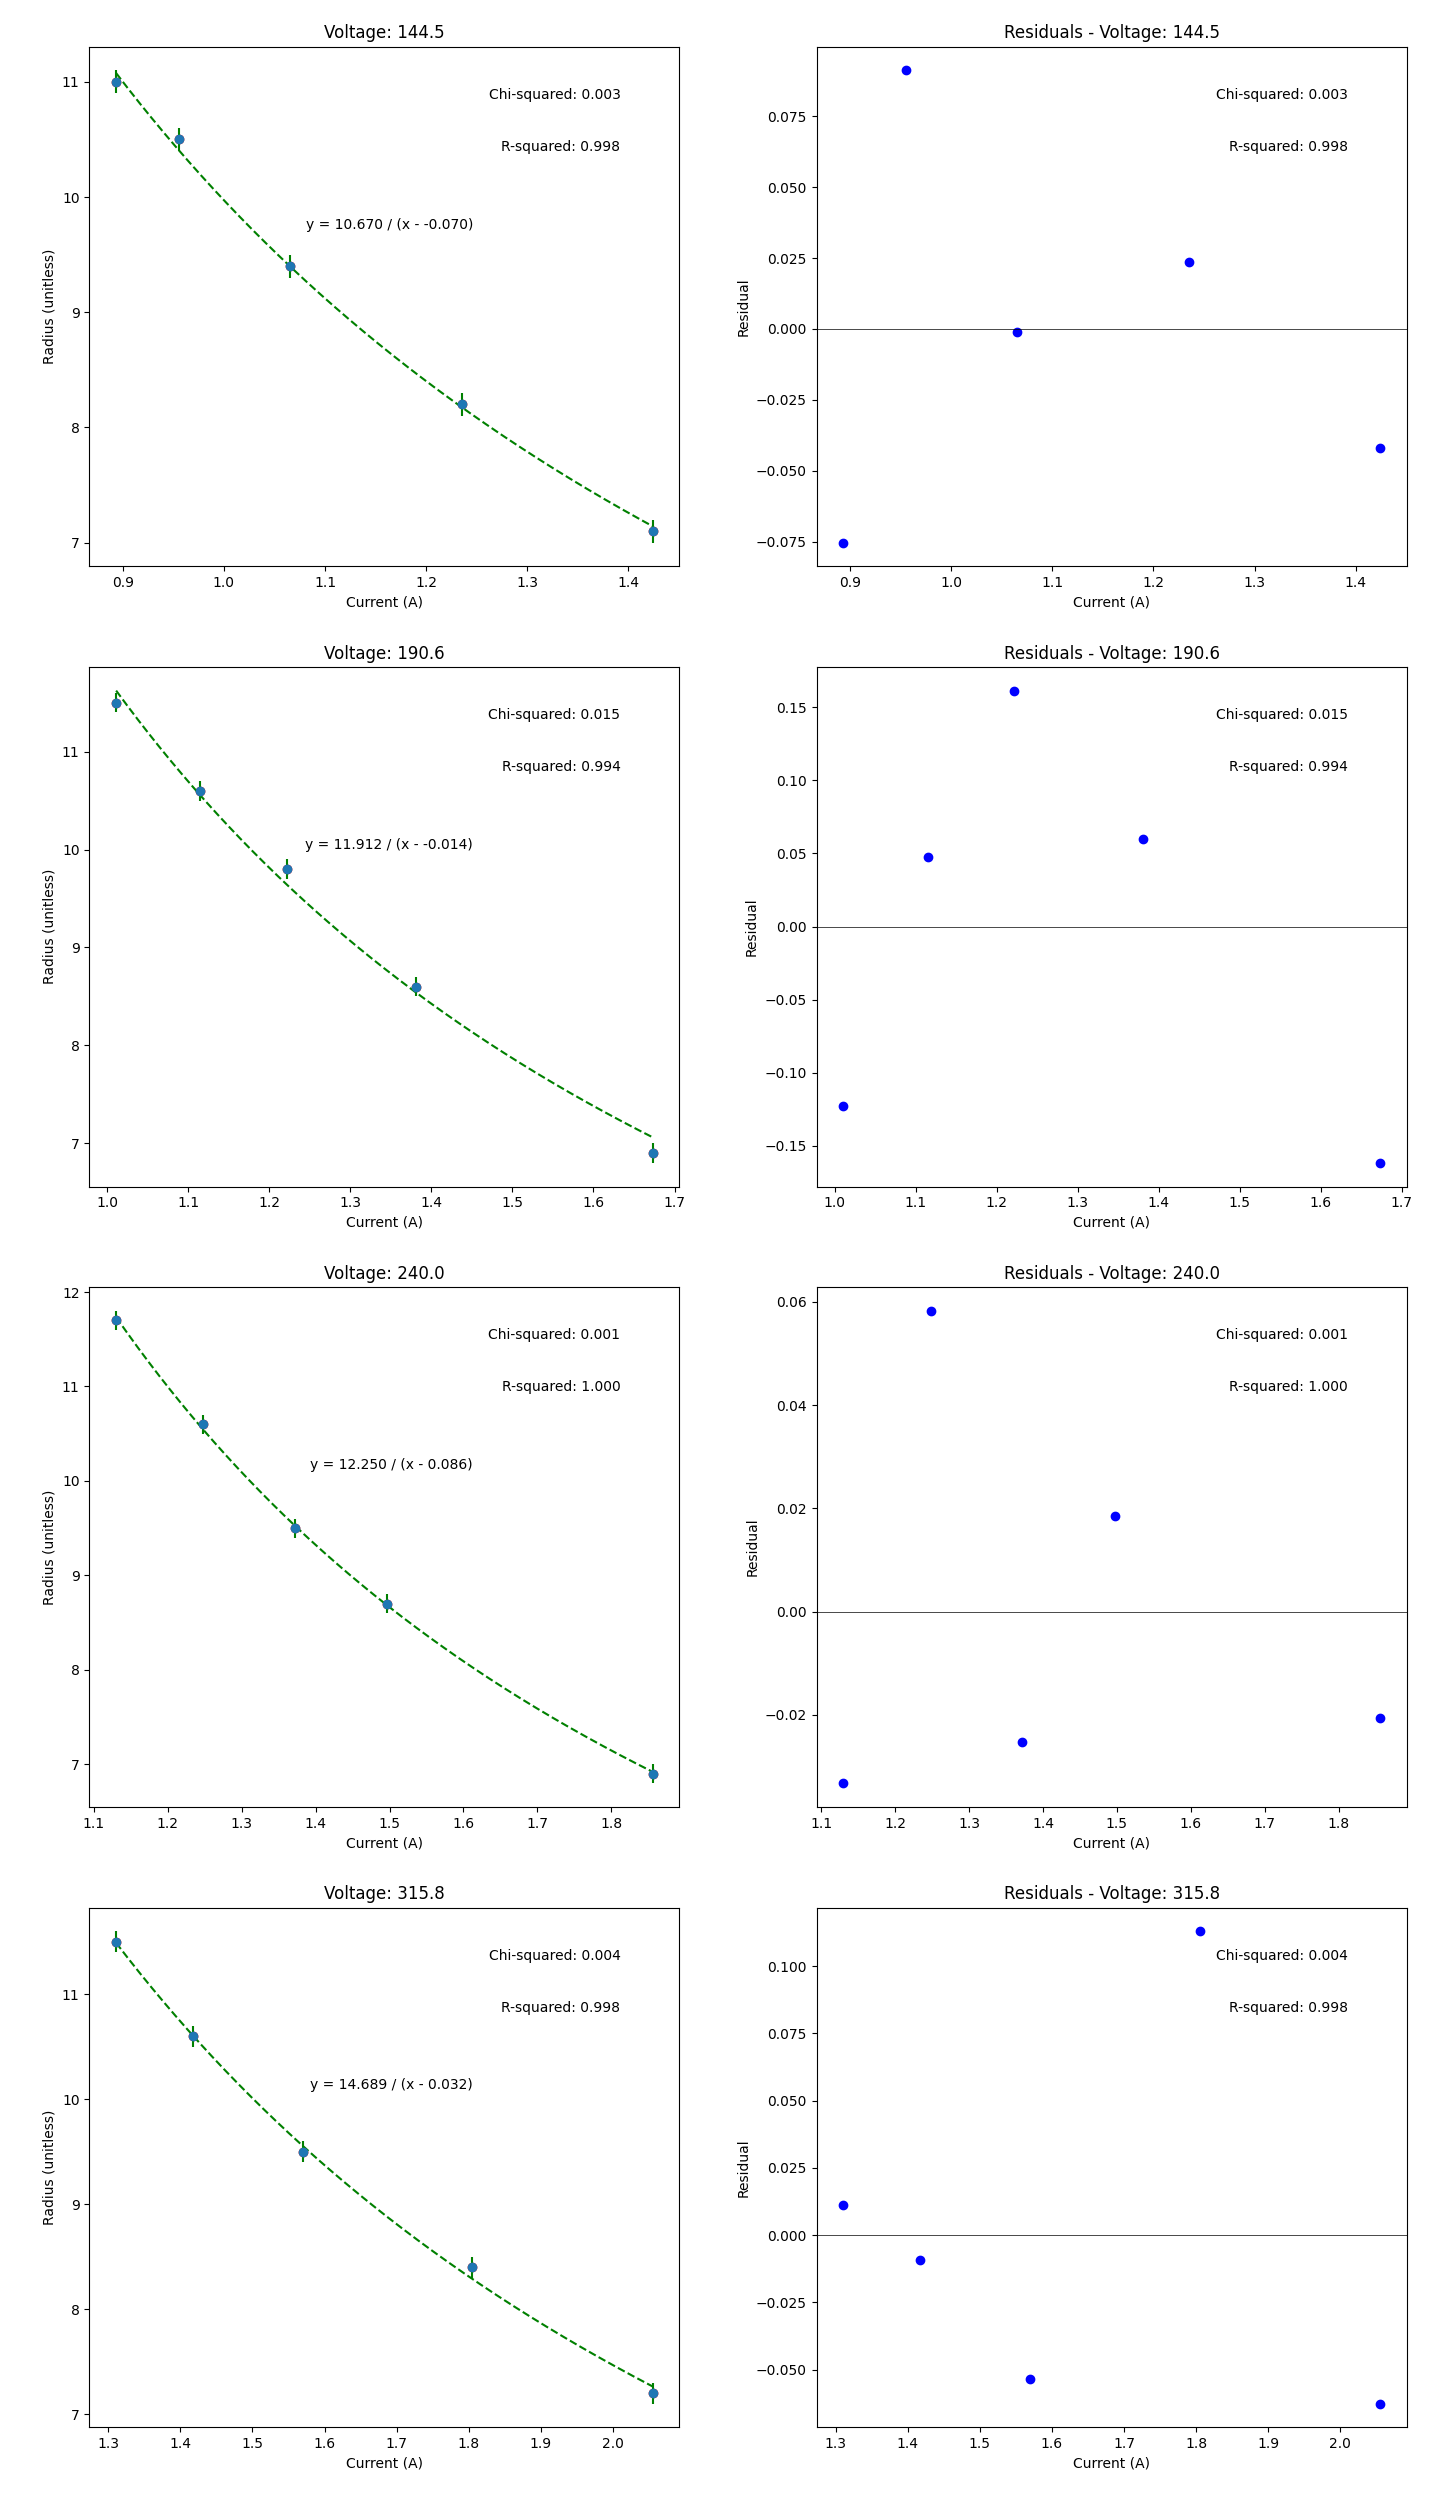 Voltage: 144.5
Chi-squared: 0.003
R-squared: 0.998
y = 10.670 / (x - -0.070)
Radius (unitless)
11
10
9
8
7
0.9 1.0 1.1 1.2 1.3 1.4
Current (A)
Residuals - Voltage: 144.5
Chi-squared: 0.003
R-squared: 0.998
Residual
0.075
0.050
0.025
0.000
−0.025
−0.050
−0.075
0.9 1.0 1.1 1.2 1.3 1.4
Current (A)
Voltage: 190.6
Chi-squared: 0.015
R-squared: 0.994
y = 11.912 / (x - -0.014)
Radius (unitless)
11
10
9
8
7
1.0 1.1 1.2 1.3 1.4 1.5 1.6 1.7
Current (A)
Residuals - Voltage: 190.6
Chi-squared: 0.015
R-squared: 0.994
Residual
0.15
0.10
0.05
0.00
−0.05
−0.10
−0.15
1.0 1.1 1.2 1.3 1.4 1.5 1.6 1.7
Current (A)
Voltage: 240.0
Chi-squared: 0.001
R-squared: 1.000
y = 12.250 / (x - 0.086)
Radius (unitless)
12
11
10
9
8
7
1.1 1.2 1.3 1.4 1.5 1.6 1.7 1.8
Current (A)
Residuals - Voltage: 240.0
Chi-squared: 0.001
R-squared: 1.000
Residual
0.06
0.04
0.02
0.00
−0.02
1.1 1.2 1.3 1.4 1.5 1.6 1.7 1.8
Current (A)
Voltage: 315.8
Chi-squared: 0.004
R-squared: 0.998
y = 14.689 / (x - 0.032)
Radius (unitless)
11
10
9
8
7
1.3 1.4 1.5 1.6 1.7 1.8 1.9 2.0
Current (A)
Residuals - Voltage: 315.8
Chi-squared: 0.004
R-squared: 0.998
Residual
0.100
0.075
0.050
0.025
0.000
−0.025
−0.050
1.3 1.4 1.5 1.6 1.7 1.8 1.9 2.0
Current (A)